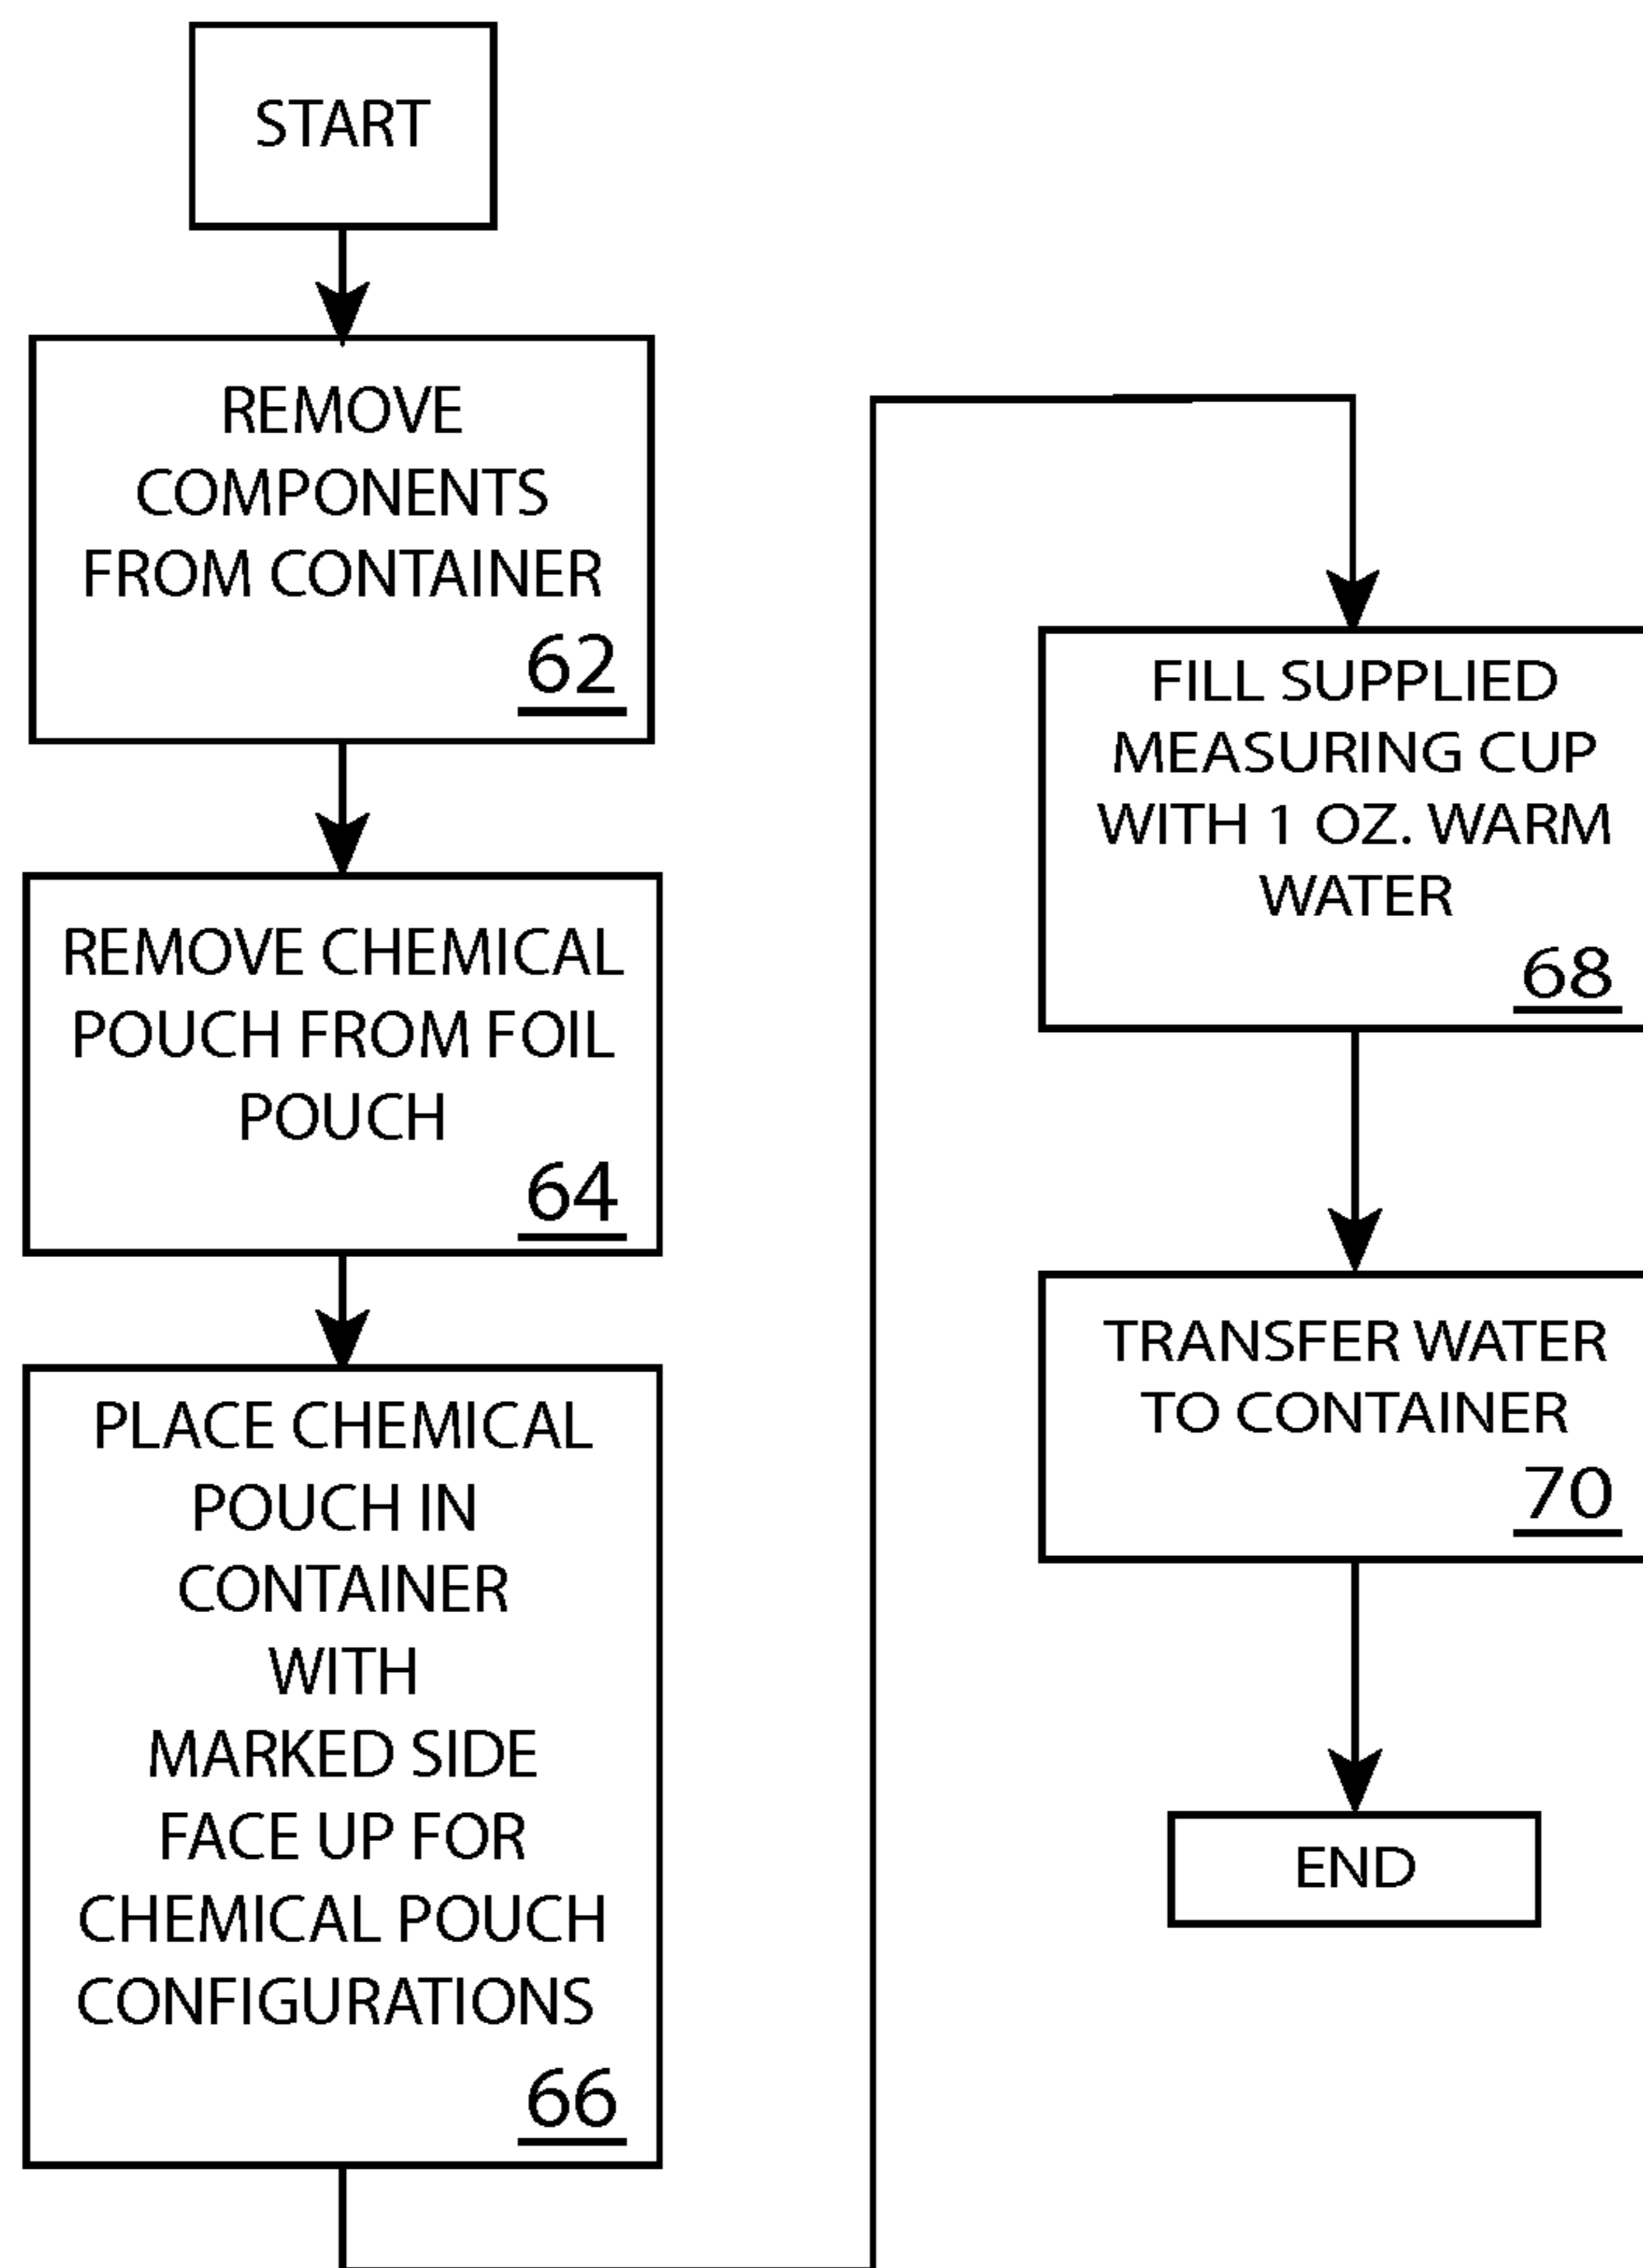 START
REMOVE
COMPONENTS
FROM CONTAINER
62
REMOVE CHEMICAL
POUCH FROM FOIL
POUCH
64
PLACE CHEMICAL
POUCH IN
CONTAINER
WITH
MARKED SIDE
FACE UP FOR
CHEMICAL POUCH
CONFIGURATIONS
66
FILL SUPPLIED
MEASURING CUP
WITH 1 OZ. WARM
WATER
68
TRANSFER WATER
TO CONTAINER
70
END